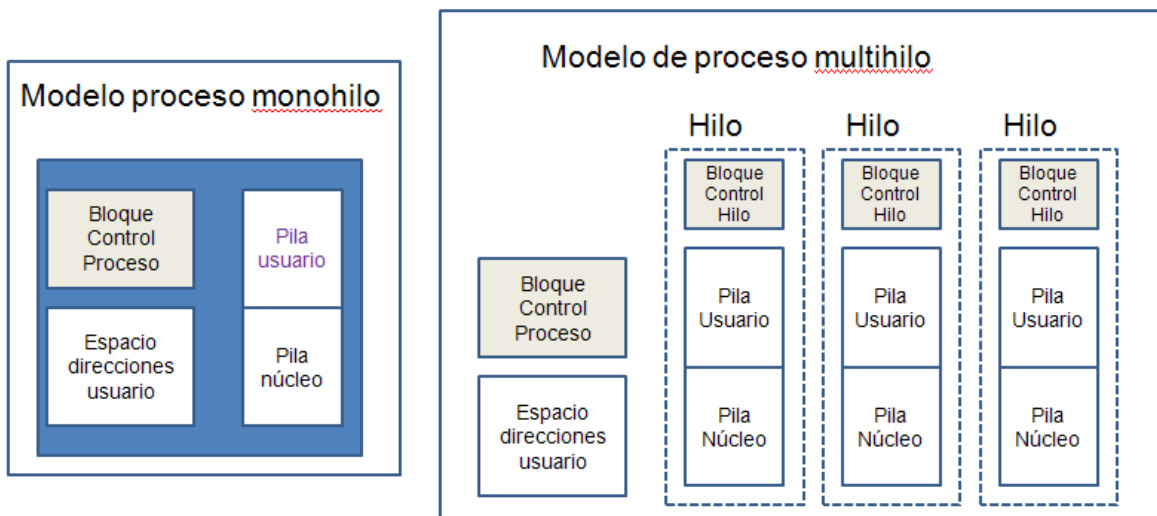 Modelo proceso monohilo
Bloque
Control
Proceso
Pila
usuario
Espacio
direcciones
usuario
Pila
núcleo
Modelo de proceso multihilo
Hilo
Hilo
Hilo
Bloque
Control
Hilo
Bloque
Control
Hilo
Bloque
Control
Hilo
Bloque
Control
Proceso
Pila
Usuario
Pila
Usuario
Pila
Usuario
Espacio
direcciones
usuario
Pila
Núcleo
Pila
Núcleo
Pila
Núcleo